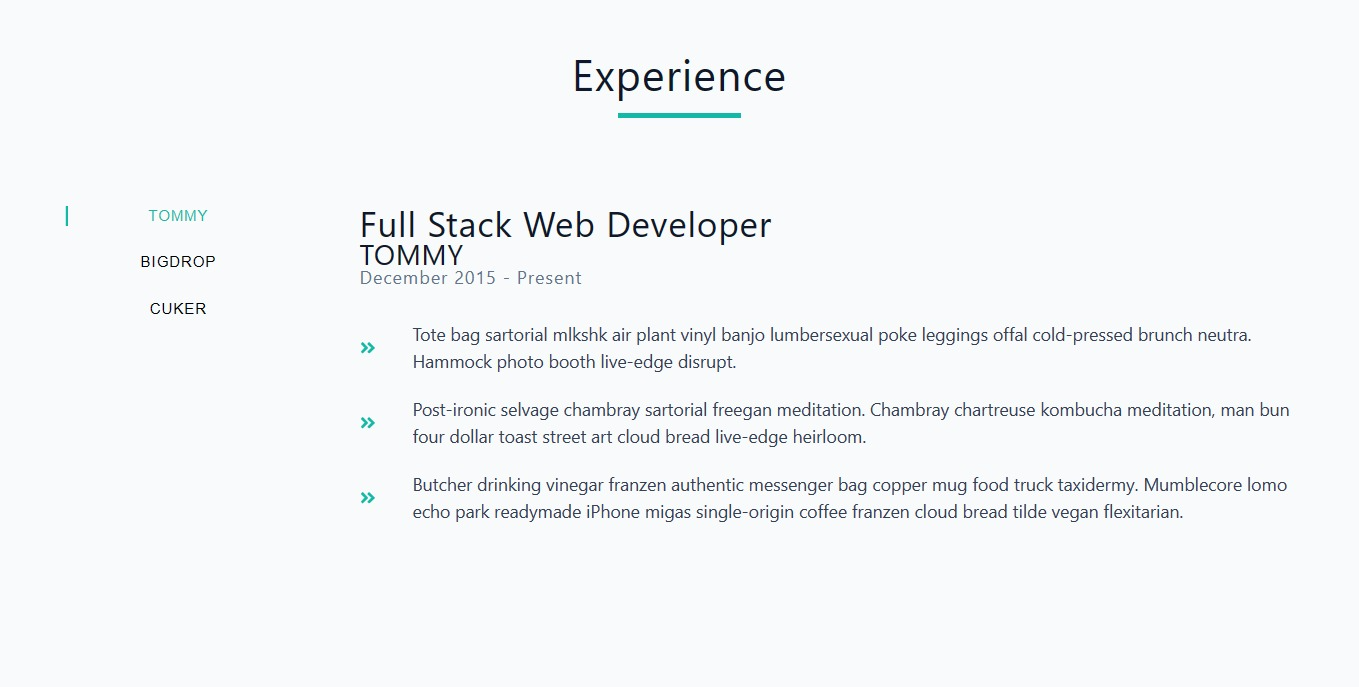 Experience
TOMMY
BIGDROP
CUKER
Full Stack Web Developer
TOMMY
December 2015 - Present
Tote bag sartorial mlkshk air plant vinyl banjo lumbersexual poke leggings offal cold-pressed brunch neutra.
Hammock photo booth live-edge disrupt.
Post-ironic selvage chambray sartorial freegan meditation. Chambray chartreuse kombucha meditation, man bun
four dollar toast street art cloud bread live-edge heirloom.
Butcher drinking vinegar franzen authentic messenger bag copper mug food truck taxidermy. Mumblecore lomo
echo park readymade iPhone migas single-origin coffee franzen cloud bread tilde vegan flexitarian.